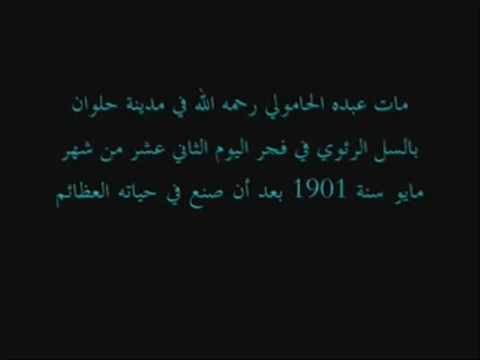 مات عبده الحامولي رحمه الله في مدينة حلوان
بالسل الرئوي في فجر اليوم الثاني عشر من شهر
مايو سنة 1901 بعد أن صنع في حياته العظائم